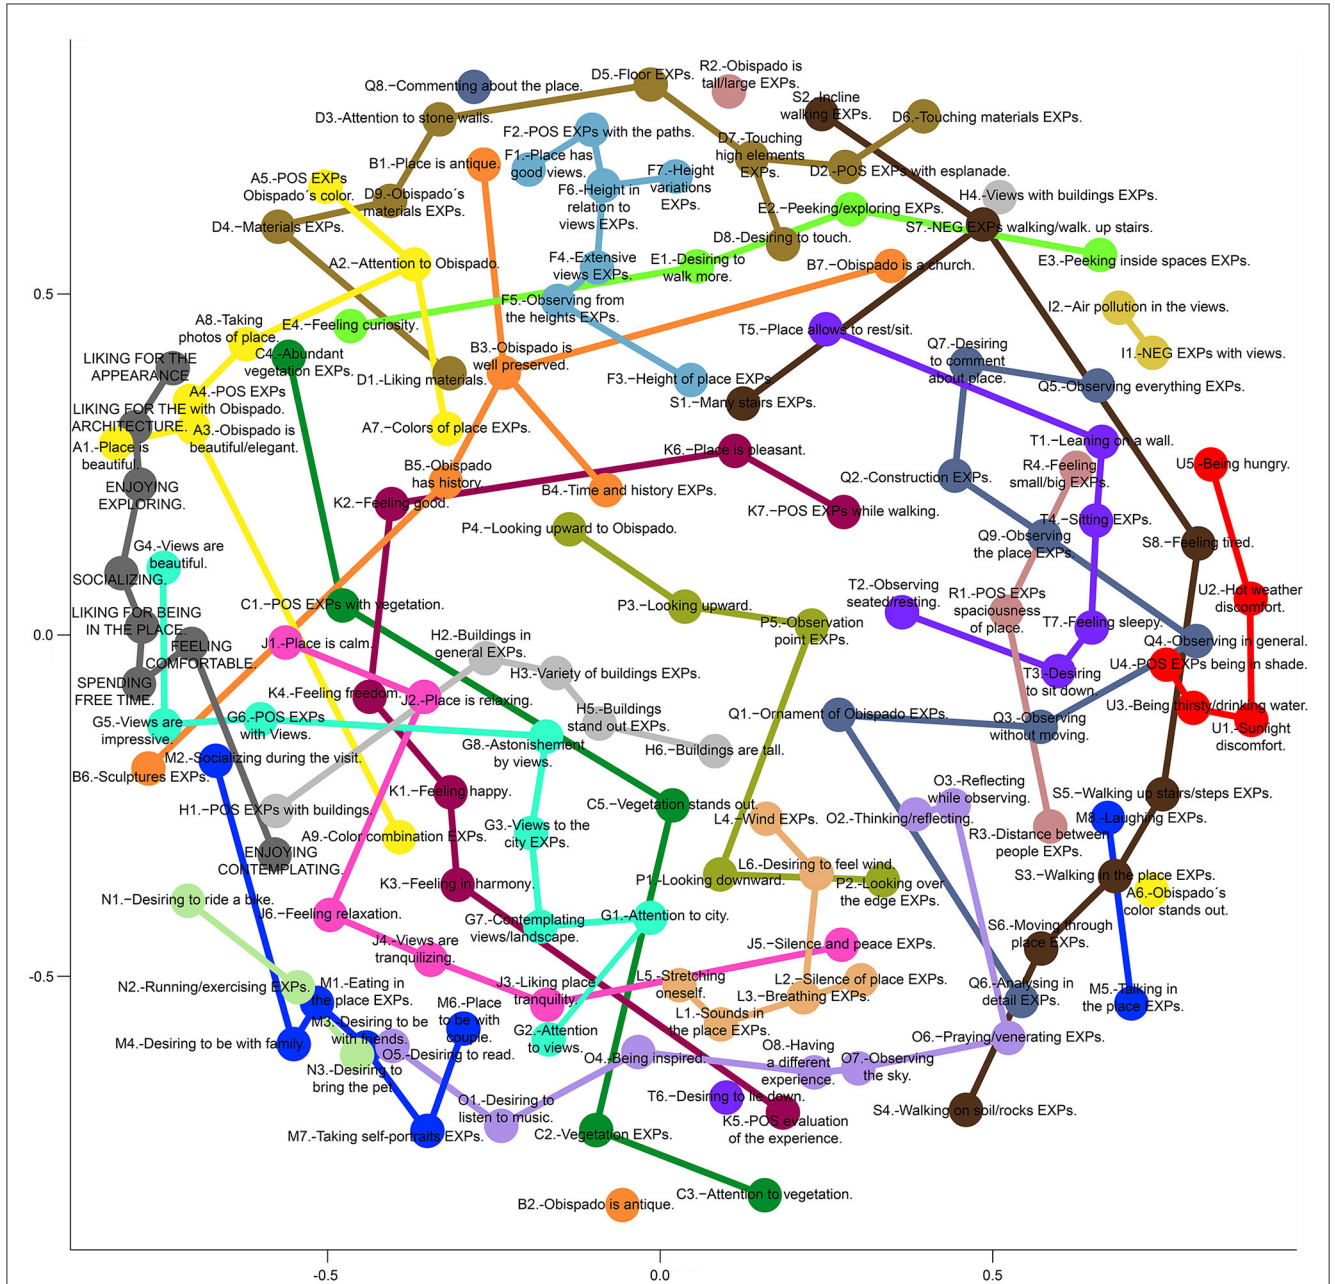 R2.-Obispado is
tall/large EXPs.
D5.-Floor EXPs.
Q8.−Commenting about the place.
S2.-Incline
walking EXPs.
D3.-Attention to stone walls.
D6.-Touching materials EXPs.
F2.-POS EXPs with the paths.
D7.-Touching
high elements
EXPs.
B1.-Place is antique.
F1.-Place has
good views.
F7.-Height
variations
EXPs.
D2.-POS EXPs with esplanade.
A5.-POS EXPs
Obispado´s color.
D9.-Obispado´s
materials EXPs.
F6.-Height in
relation to
views EXPs.
H4.-Views with buildings EXPs.
E2.-Peeking/exploring EXPs.
D4.-Materials EXPs.
S7.-NEG EXPs walking/walk. up stairs.
D8.-Desiring to touch.
A2.−Attention to Obispado.
F4.-Extensive
views EXPs.
E1.-Desiring to
walk more.
B7.-Obispado is a church.
E3.-Peeking inside spaces EXPs.
0.5
F5.-Observing from
the heights EXPs.
I2.−Air pollution in the views.
A8.-Taking
photos of place.
E4.−Feeling curiosity.
T5.−Place allows to rest/sit.
Q7.-Desiring
to comment
about place.
LIKING FOR THE
APPEARANCE
C4.-Abundant
vegetation EXPs.
B3.-Obispado is
well preserved.
I1.-NEG EXPs with views.
D1.-Liking materials.
F3.-Height of place EXPs.
Q5.-Observing everything EXPs.
A4.-POS EXPs
with Obispado.
S1.−Many stairs EXPs.
LIKING FOR THE
ARCHITECTURE.
A3.-Obispado is
beautiful/elegant.
A7.-Colors of place EXPs.
A1.-Place is
beautiful.
T1.−Leaning on a wall.
K6.−Place is pleasant.
R4.-Feeling
small/big EXPs.
U5.-Being hungry.
B5.-Obispado
has history.
Q2.-Construction EXPs.
ENJOYING
EXPLORING.
B4.-Time and history EXPs.
K2.−Feeling good.
K7.-POS EXPs while walking.
P4.−Looking upward to Obispado.
T4.-Sitting EXPs.
Q9.-Observing
the place EXPs.
S8.−Feeling tired.
G4.-Views are
beautiful.
SOCIALIZING.
T2.-Observing
seated/resting.
R1.-POS EXPs
spaciousness
of place.
U2.-Hot weather
discomfort.
C1.−POS EXPs with vegetation.
P3.−Looking upward.
LIKING FOR BEING
IN THE PLACE.
P5.-Observation
point EXPs.
T7.-Feeling sleepy.
0.0
Q4.-Observing in general.
FEELING
COMFORTABLE.
J1.-Place is calm.
H2.-Buildings in
general EXPs.
U4.-POS EXPs being in shade.
H3.-Variety of buildings EXPs.
T3.-Desiring
to sit down.
SPENDING
FREE TIME.
K4.-Feeling freedom.
J2.-Place is relaxing.
U3.-Being thirsty/drinking water.
G5.-Views are
impressive.
G6.-POS EXPs
with Views.
H5.-Buildings
stand out EXPs.
Q1.-Ornament of Obispado EXPs.
Q3.-Observing
without moving.
U1.-Sunlight
discomfort.
G8.-Astonishement
by views.
H6.−Buildings are tall.
M2.-Socializing during the visit.
B6.-Sculptures EXPs.
O3.-Reflecting
while observing.
K1.−Feeling happy.
S5.−Walking up stairs/steps EXPs.
H1.−POS EXPs with buildings.
C5.−Vegetation stands out.
L4.−Wind EXPs.
O2.-Thinking/reflecting.
M8.-Laughing EXPs.
G3.-Views to the
city EXPs.
R3.-Distance between
people EXPs.
A9.-Color combination EXPs.
ENJOYING
CONTEMPLATING.
L6.-Desiring to feel wind.
S3.−Walking in the place EXPs.
P1.-Looking downward.
P2.-Looking over
the edge EXPs.
K3.−Feeling in harmony.
A6.-Obispado´s
color stands out.
N1.−Desiring to ride a bike.
J6.-Feeling relaxation.
G7.-Contemplating
views/landscape.
G1.-Attention to city.
S6.-Moving through
place EXPs.
J4.-Views are
tranquilizing.
J5.-Silence and peace EXPs.
-0.5
L5.-Stretching
oneself.
L2.−Silence of place EXPs.
N2.-Running/exercising EXPs.
M1.-Eating in
the place EXPs.
J3.-Liking place
tranquility.
L3.−Breathing EXPs.
Q6.-Analysing in
detail EXPs.
M5.-Talking in
the place EXPs.
M6.-Place
to be with
couple.
L1.-Sounds in
the place EXPs.
M3.-Desiring to be
with friends.
G2.-Attention
to views.
M4.-Desiring to be with family.
O6.-Praying/venerating EXPs.
O5.-Desiring to read.
O8.-Having
a different
experience.
O4.-Being inspired.
O7.-Observing
the sky.
N3.-Desiring to
bring the pet.
T6.−Desiring to lie down.
O1.-Desiring to
listen to music.
S4.-Walking on soil/rocks EXPs.
K5.-POS evaluation
of the experience.
M7.-Taking self-portraits EXPs.
C2.-Vegetation EXPs.
C3.−Attention to vegetation.
B2.-Obispado is antique.
-0.5
0.0
0.5